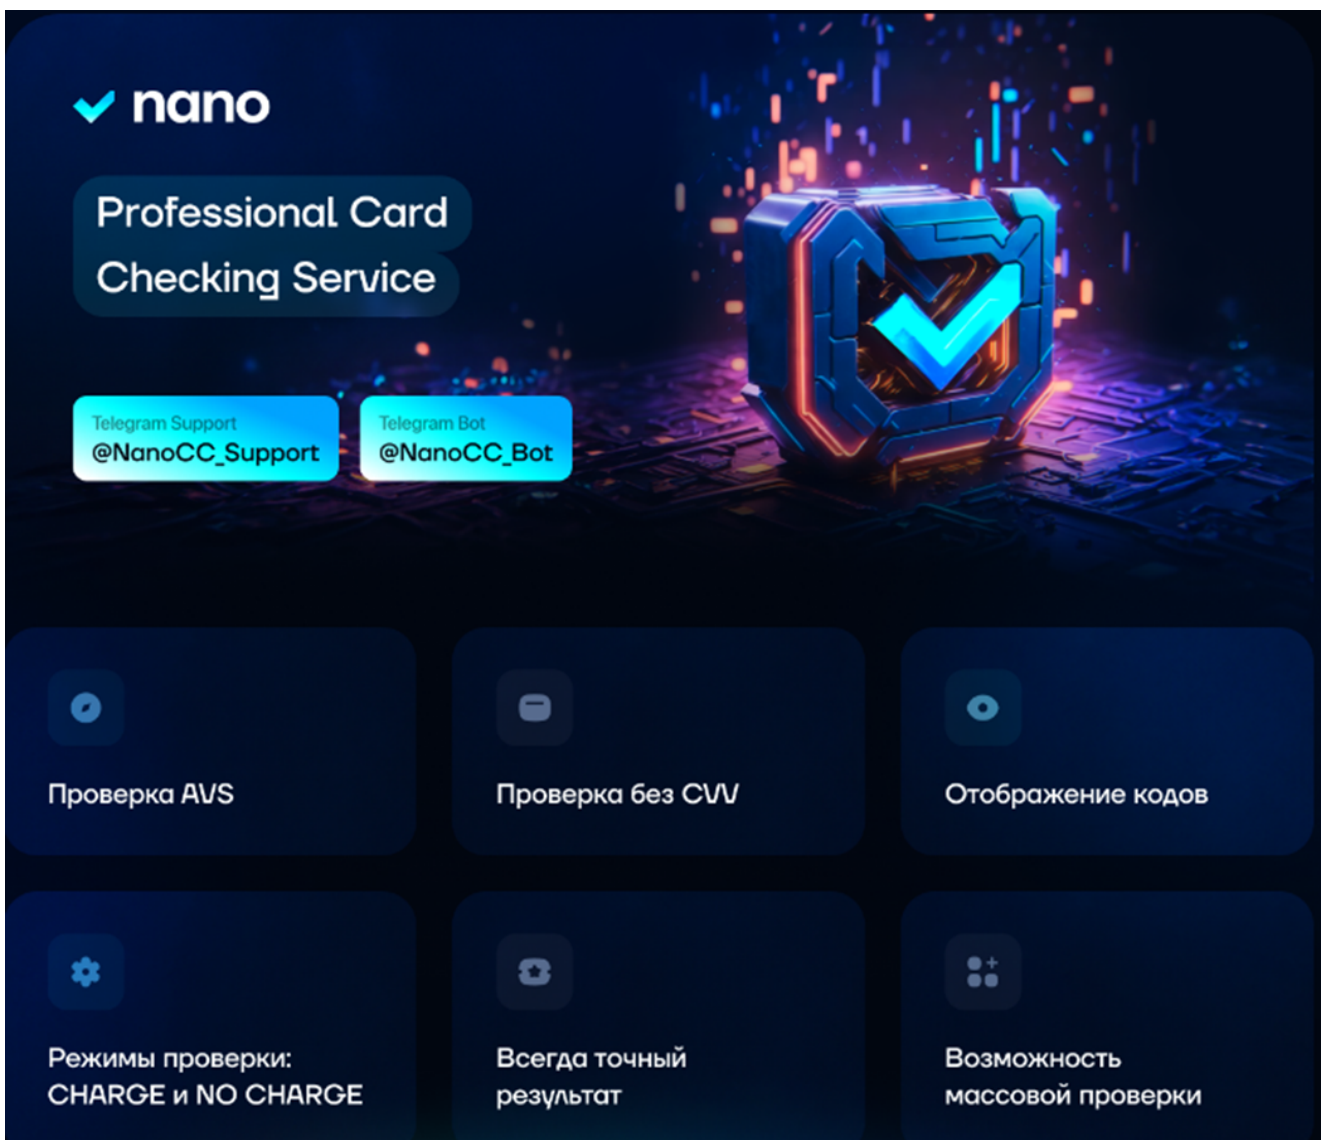 nano
Professional Card
Checking Service
Telegram Support
@NanoCC_Support
Telegram Bot
@NanoCC_Bot
Проверка AVS
Проверка без CVV
Отображение кодов
Режимы проверки:
CHARGE и NO CHARGE
Всегда точный
результат
Возможность
массовой проверки